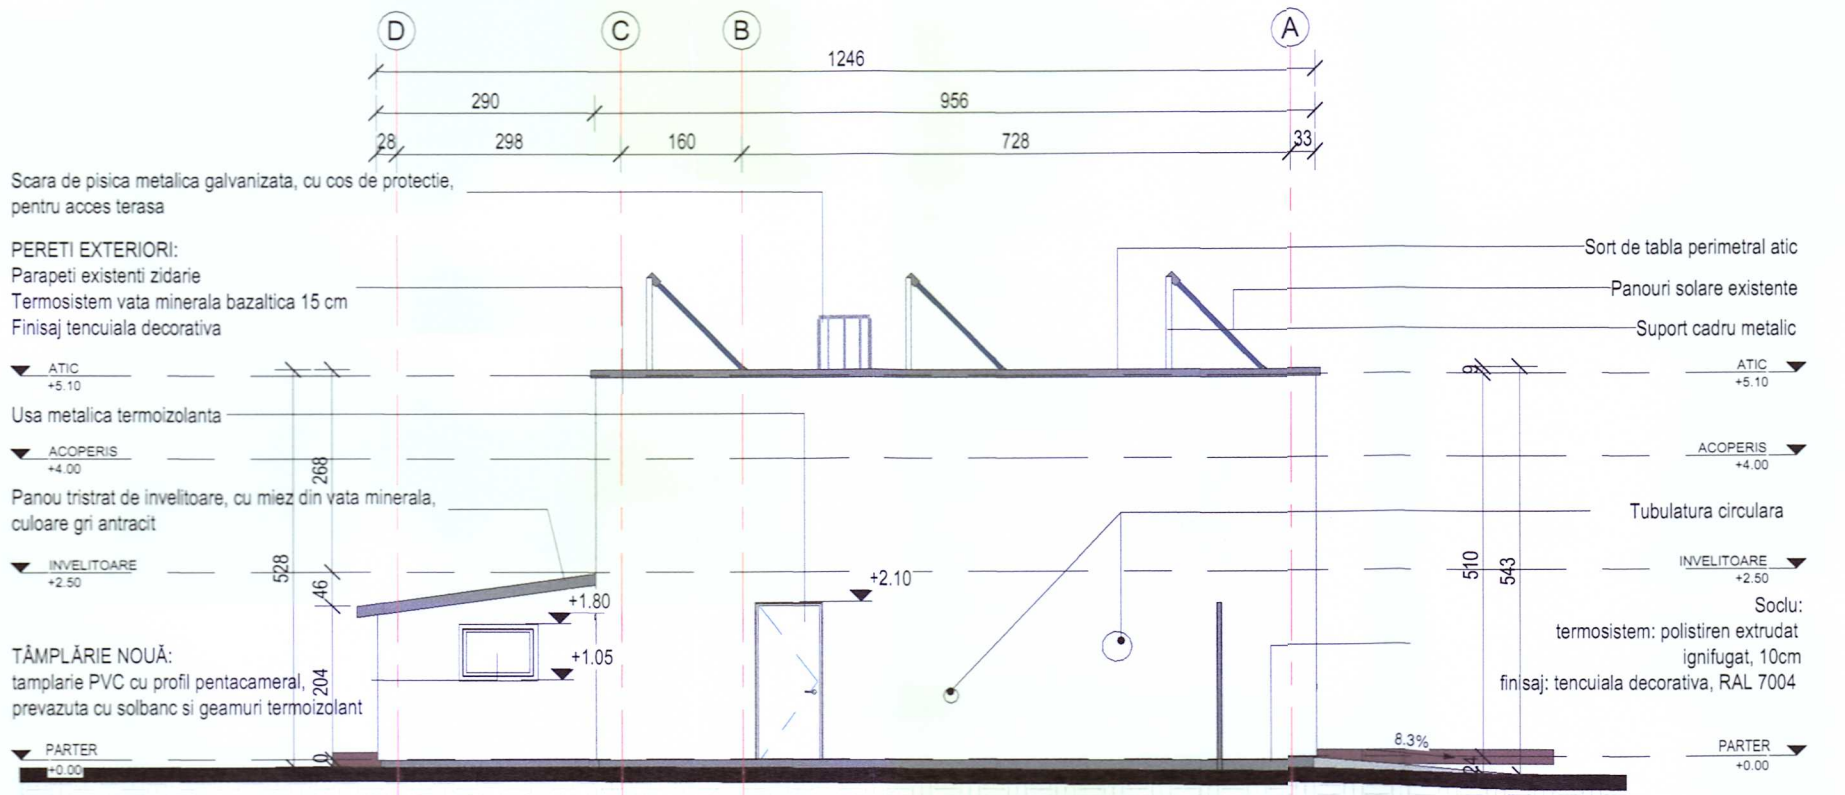 D
C
B
A
1246
290
956
28
298
160
728
33
Scara de pisica metalica galvanizata, cu cos de protectie,
pentru acces terasa
PERETI EXTERIORI:
Parapeti existenti zidarie
Termosistem vata minerala bazaltica 15 cm
Finisaj tencuiala decorativa
Sort de tabla perimetral atic
Panouri solare existente
Suport cadru metalic
ATIC
+5.10
9
ATIC
+5.10
Usa metalica termoizolanta
ACOPERIS
+4.00
268
ACOPERIS
+4.00
Panou tristrat de invelitoare, cu miez din vata minerala,
culoare gri antracit
Tubulatura circulara
INVELITOARE
+2.50
528
46
510
543
INVELITOARE
+2.50
+1.80
+2.10
+1.05
Soclu:
termosistem: polistiren extrudat
ignifugat, 10cm
finisaj: tencuiala decorativa, RAL 7004
TÂMPLĂRIE NOUĂ:
tamplarie PVC cu profil pentacameral,
prevazuta cu solbanc si geamuri termoizolant
204
PARTER
+0.00
0
8.3%
24
PARTER
+0.00